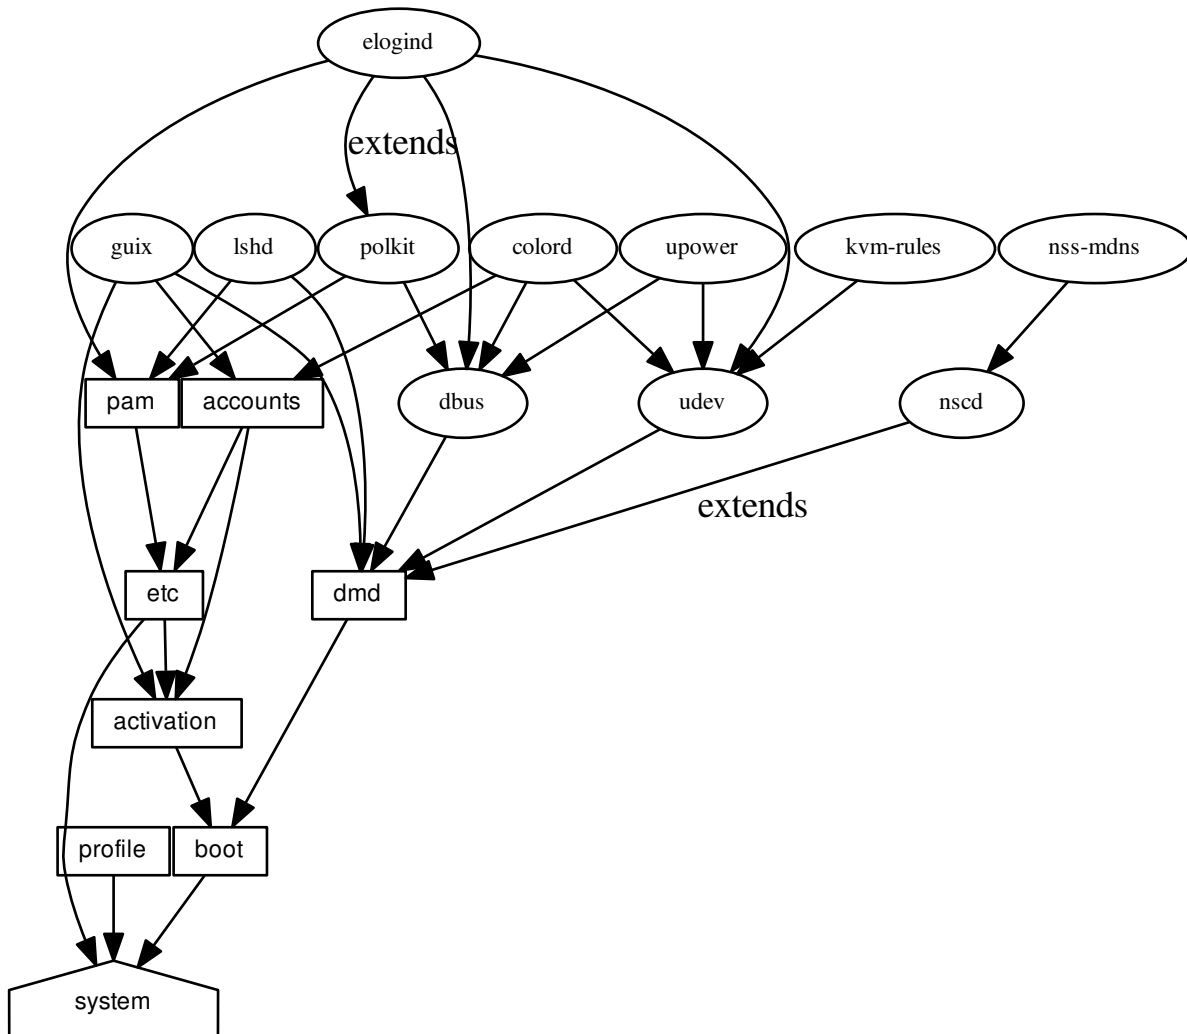 elogind
extends
guix
lshd
polkit
colord
upower
kvm-rules
nss-mdns
pam
accounts
dbus
udev
nscd
extends
etc
dmd
activation
profile
boot
system